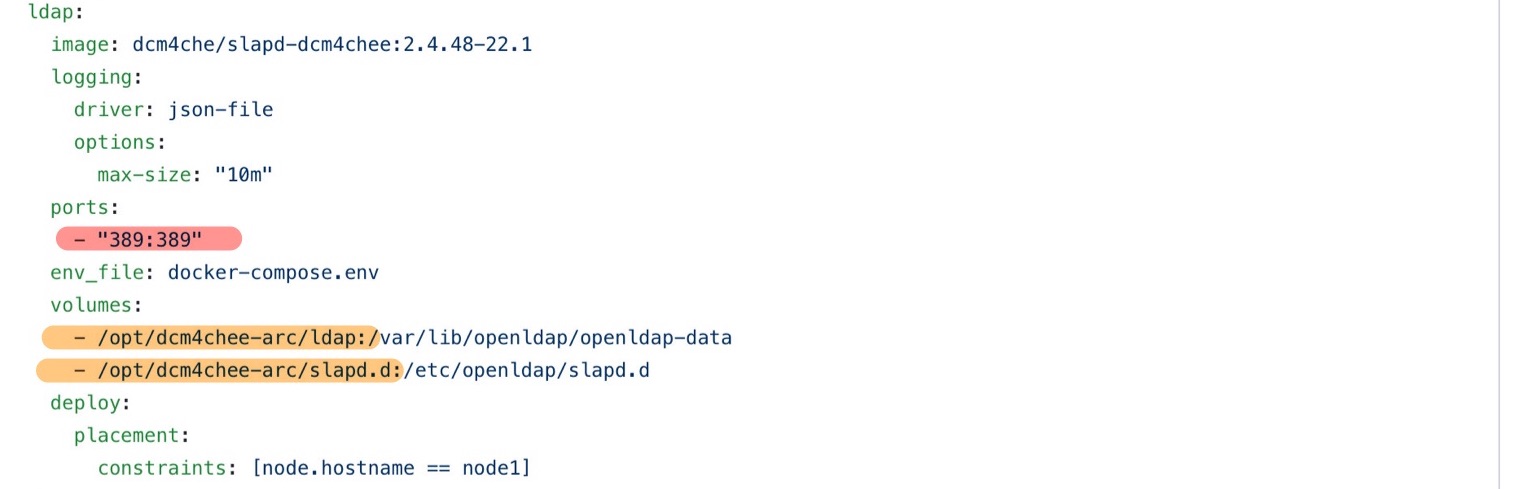 ldap:
image: dcm4che/slapd-dcm4chee:2.4.48-22.1
logging:
driver: json-file
options:
max-size: "10m"
ports:
- "389:389"
env_file: docker-compose.env
volumes:
- /opt/dcm4chee-arc/ldap:/var/lib/openldap/openldap-data
- /opt/dcm4chee-arc/slapd.d:/etc/openldap/slapd.d
deploy:
placement:
constraints: [node.hostname == node1]